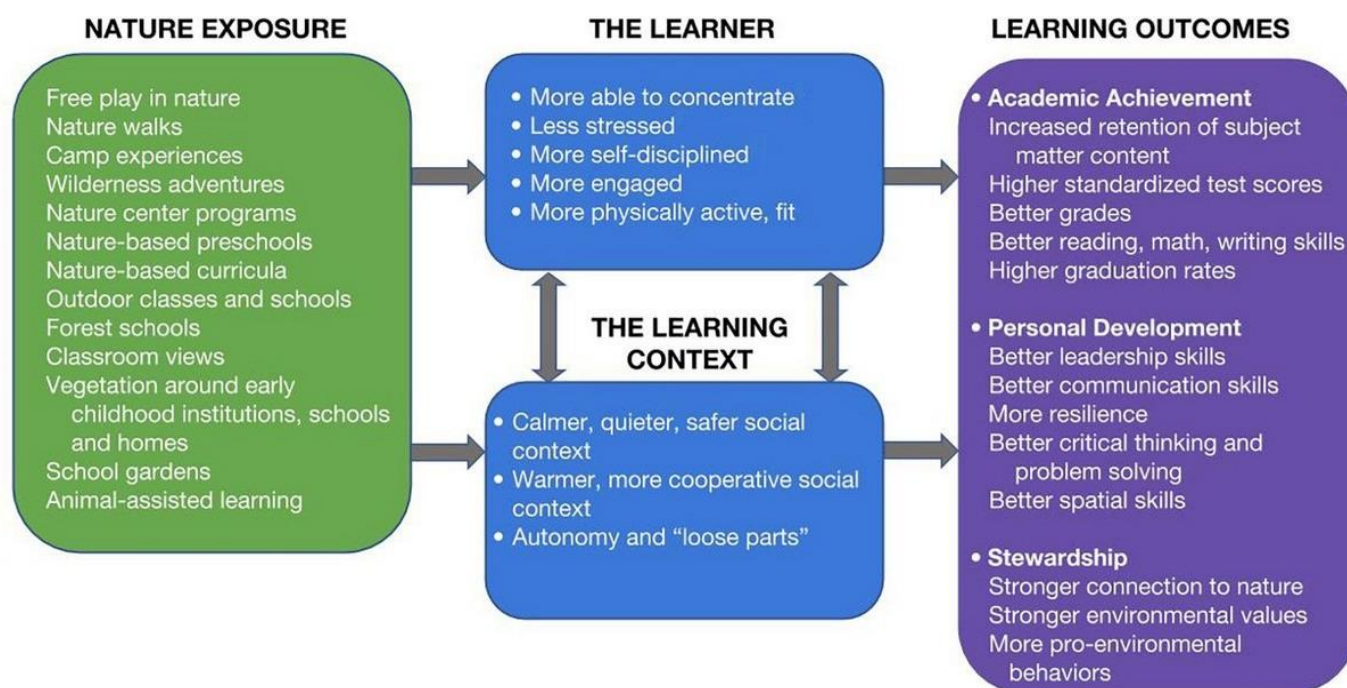 NATURE EXPOSURE
Free play in nature
Nature walks
Camp experiences
Wilderness adventures
Nature center programs
Nature-based preschools
Nature-based curricula
Outdoor classes and schools
Forest schools
Classroom views
Vegetation around early
childhood institutions, schools
and homes
School gardens
Animal-assisted learning
THE LEARNER
• More able to concentrate
• Less stressed
• More self-disciplined
• More engaged
• More physically active, fit
THE LEARNING
CONTEXT
• Calmer, quieter, safer social
context
• Warmer, more cooperative social
context
• Autonomy and “loose parts”
LEARNING OUTCOMES
• Academic Achievement
Increased retention of subject
matter content
Higher standardized test scores
Better grades
Better reading, math, writing skills
Higher graduation rates
• Personal Development
Better leadership skills
Better communication skills
More resilience
Better critical thinking and
problem solving
Better spatial skills
• Stewardship
Stronger connection to nature
Stronger environmental values
More pro-environmental
behaviors